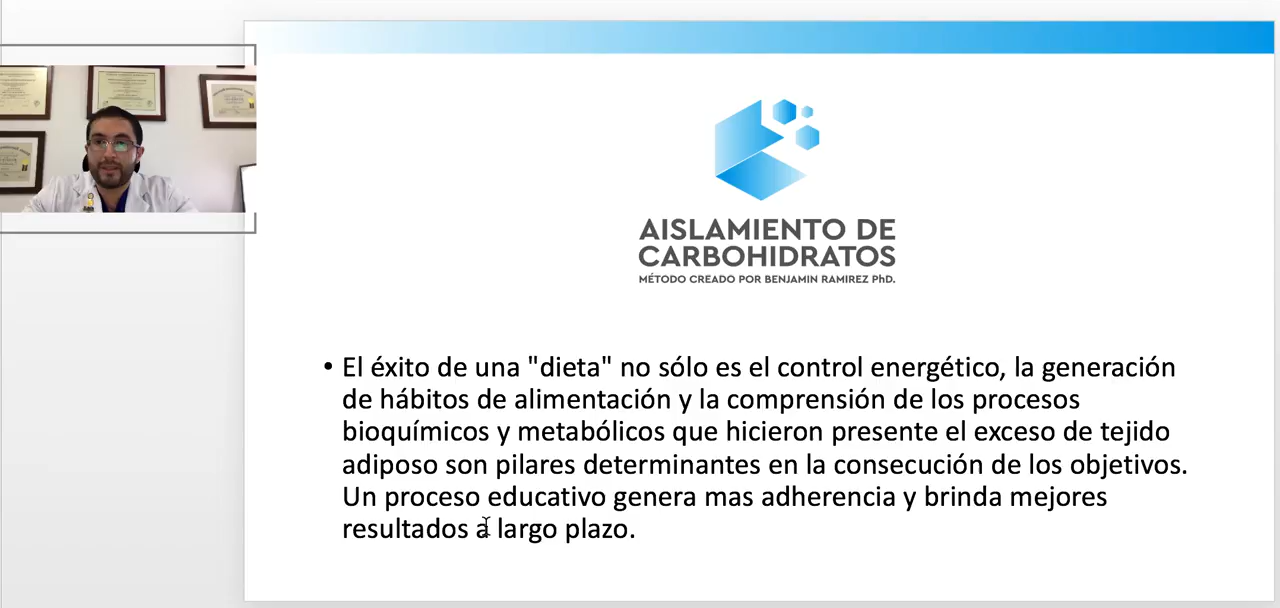 AISLAMIENTO DE
CARBOHIDRATOS
MÉTODO CREADO POR BENJAMIN RAMIREZ PhD.
• El éxito de una "dieta" no sólo es el control energético, la generación
de hábitos de alimentación y la comprensión de los procesos
bioquímicos y metabólicos que hicieron presente el exceso de tejido
adiposo son pilares determinantes en la consecución de los objetivos.
Un proceso educativo genera mas adherencia y brinda mejores
resultados a largo plazo.